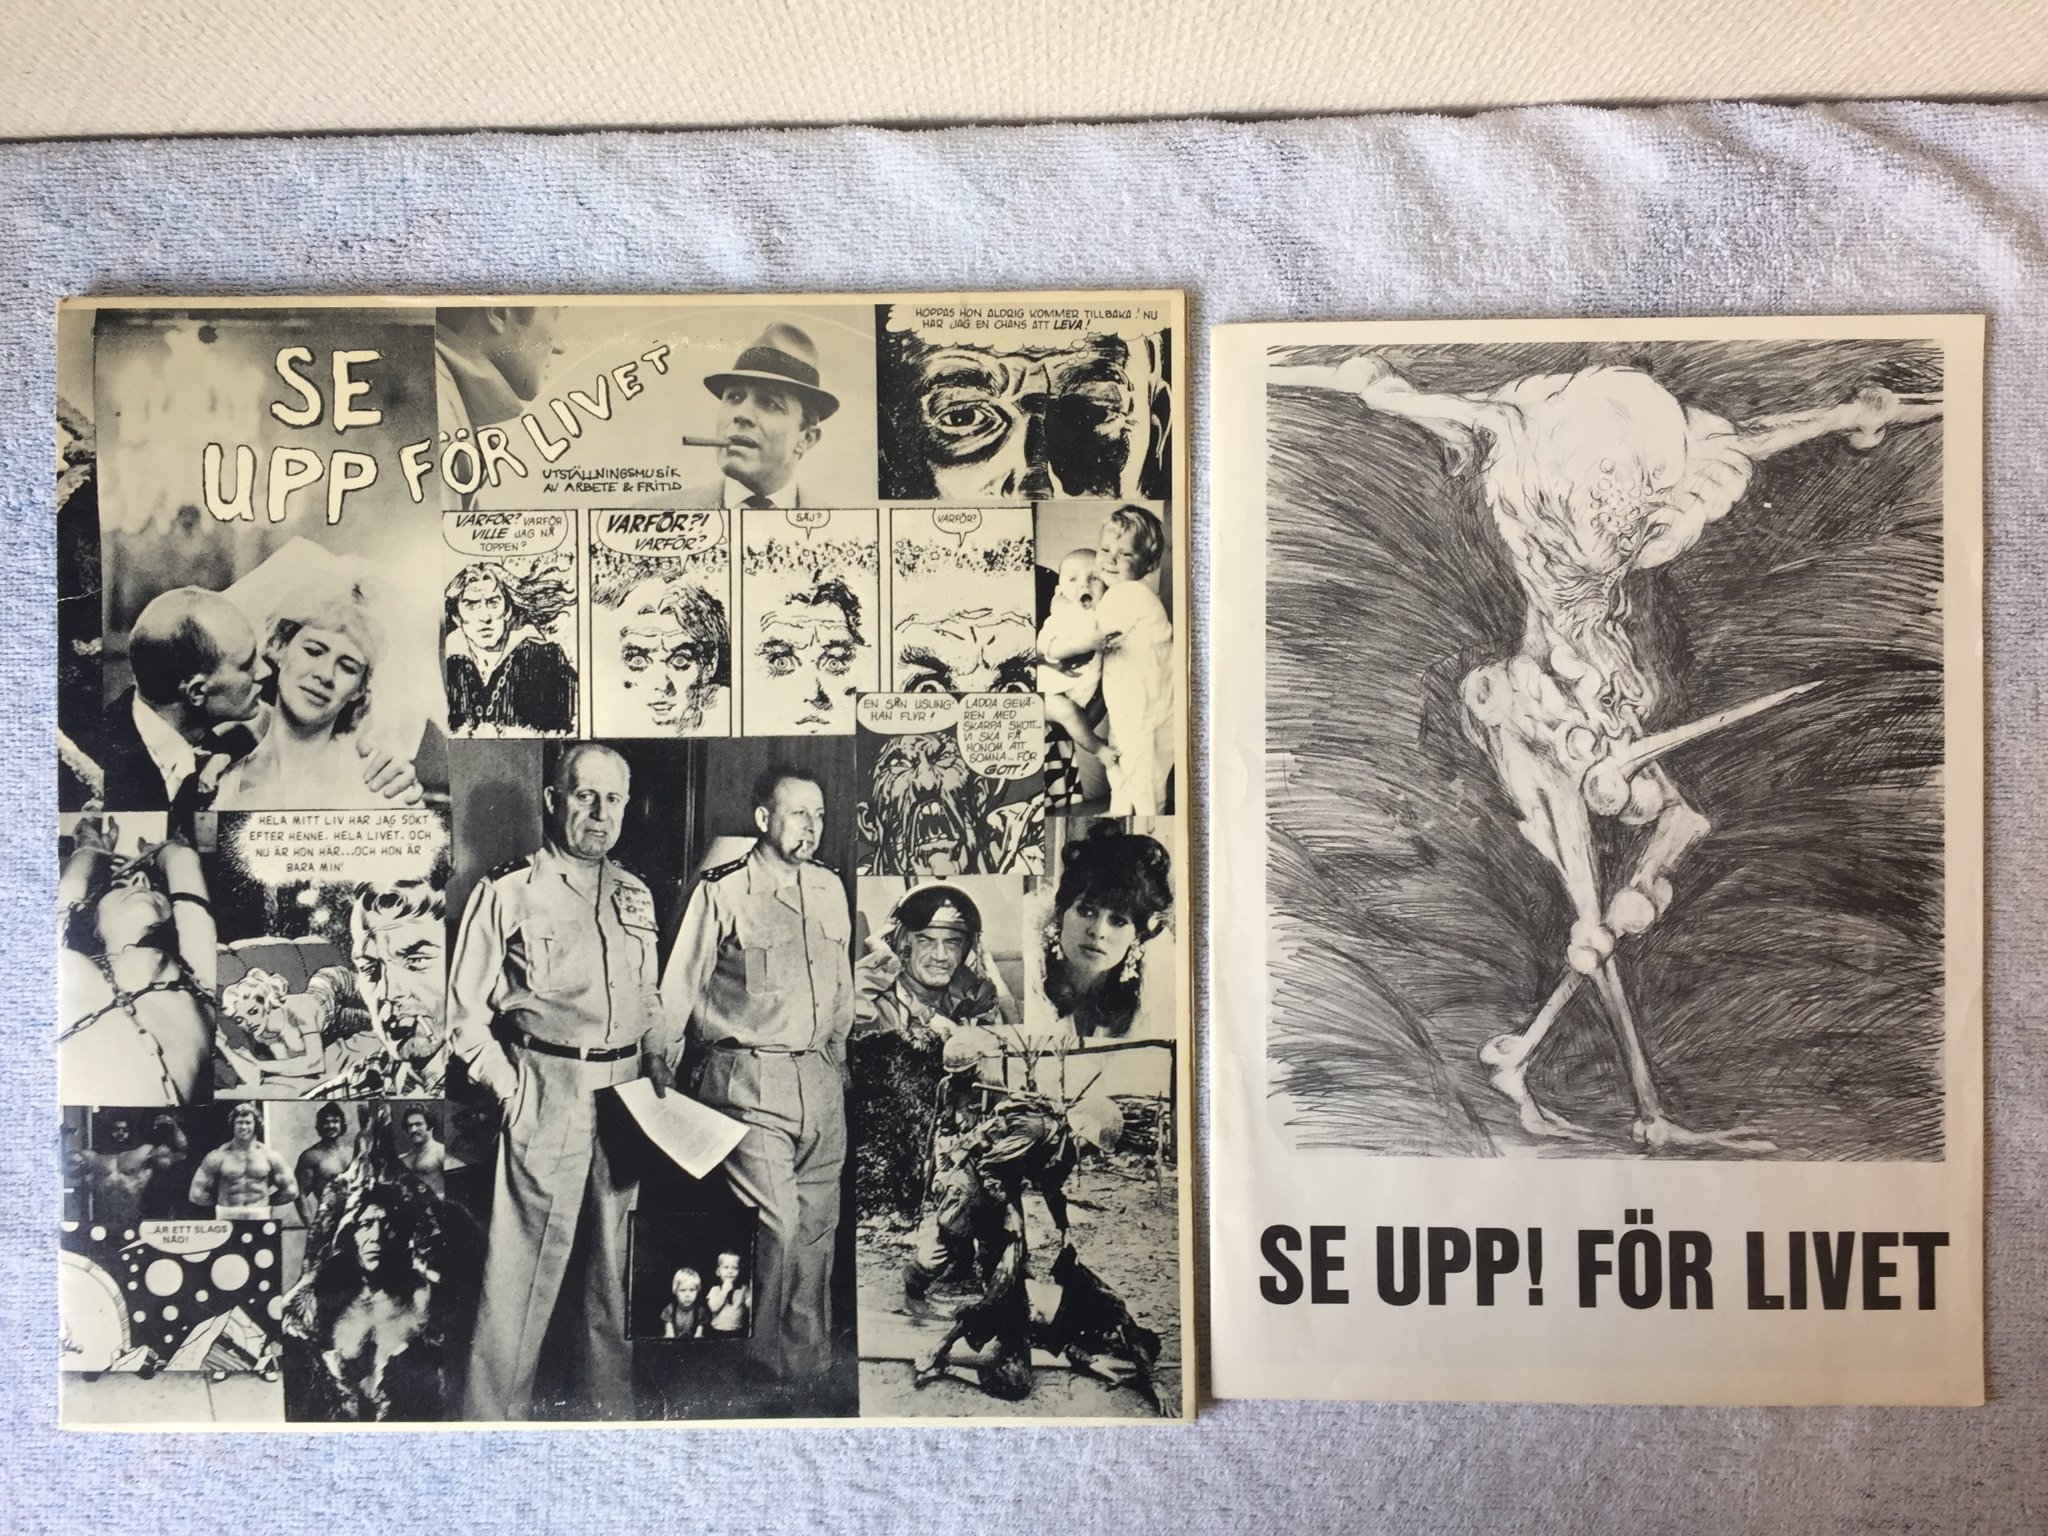 SE
UPP FÖR LIVET
UTSTÄLLNINGSMUSIK
AV ARBETE & FRITID
HOPPAS HON ALDRIG KOMMER TILLBAKA! NU
HAR JAG EN CHANS ATT LEVA!
VARFÖR? VARFÖR
VILLE JAG NÅ
TOPPEN?
VARFÖR?!
VARFÖR?
SÄJ?
VARFÖR?
EN SÅN USLING
HAN FLYR!
LADDA GEVÄ-
REN MED
SKARPA SKOTT...
VI SKA FÅ
HONOM ATT
SOMNA... FÖR
GOTT!
HELA MITT LIV HAR JAG SÖKT
EFTER HENNE. HELA LIVET. OCH
NU ÄR HON HÄR...OCH HON ÄR
BARA MIN!
...ÄR ETT SLAGS
NÅD!
SE UPP! FÖR LIVET